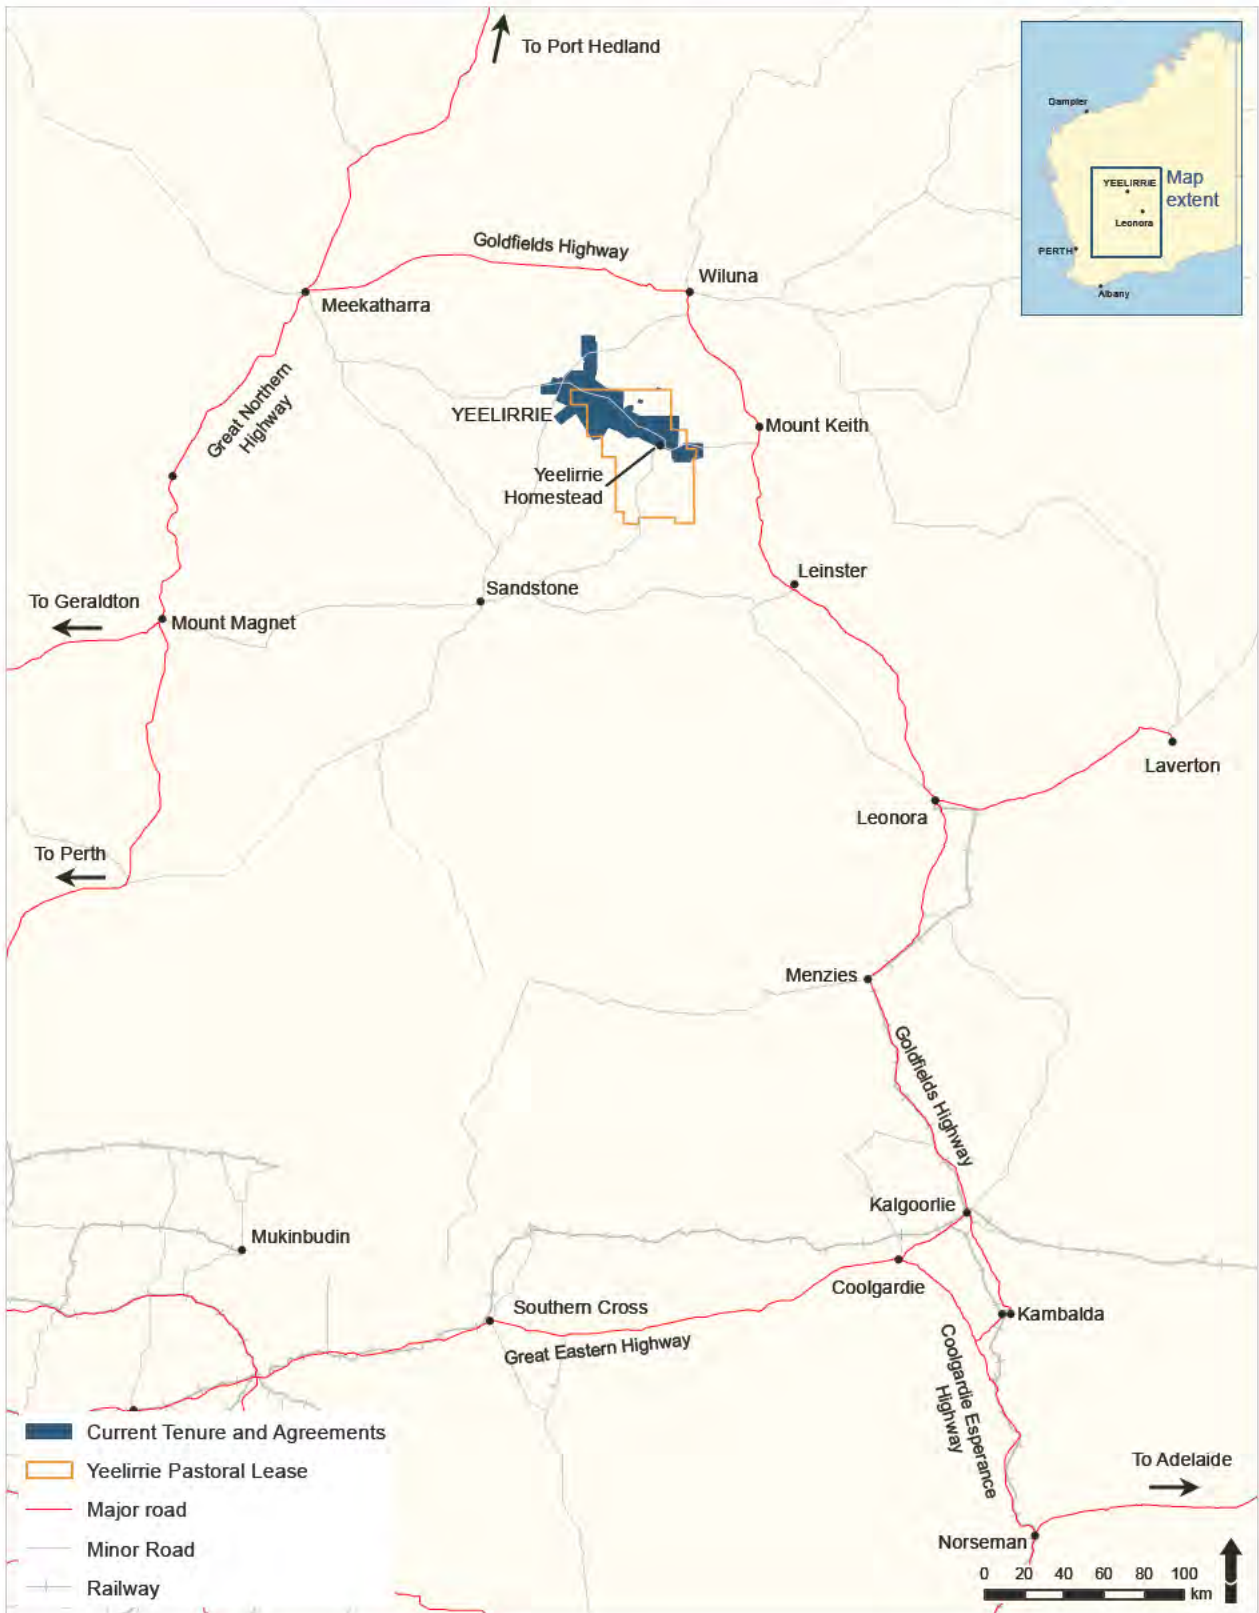 To Port Hedland
Dampier
YEELIRRIE
Map
extent
Leonora
PERTH
Albany
Goldfields Highway
Wiluna
Meekatharra
Great Northern
Highway
YEELIRRIE
Mount Keith
Yeelirrie
Homestead
Leinster
Sandstone
To Geraldton
Mount Magnet
Laverton
Leonora
To Perth
Menzies
Goldfields Highway
Kalgoorlie
Mukinbudin
Coolgardie
Southern Cross
Kambalda
Great Eastern Highway
Coolgardie Esperance
Highway
Current Tenure and Agreements
Yeelirrie Pastoral Lease
To Adelaide
Major road
Minor Road
Norseman
Railway
0 20 40 60 80 100
km